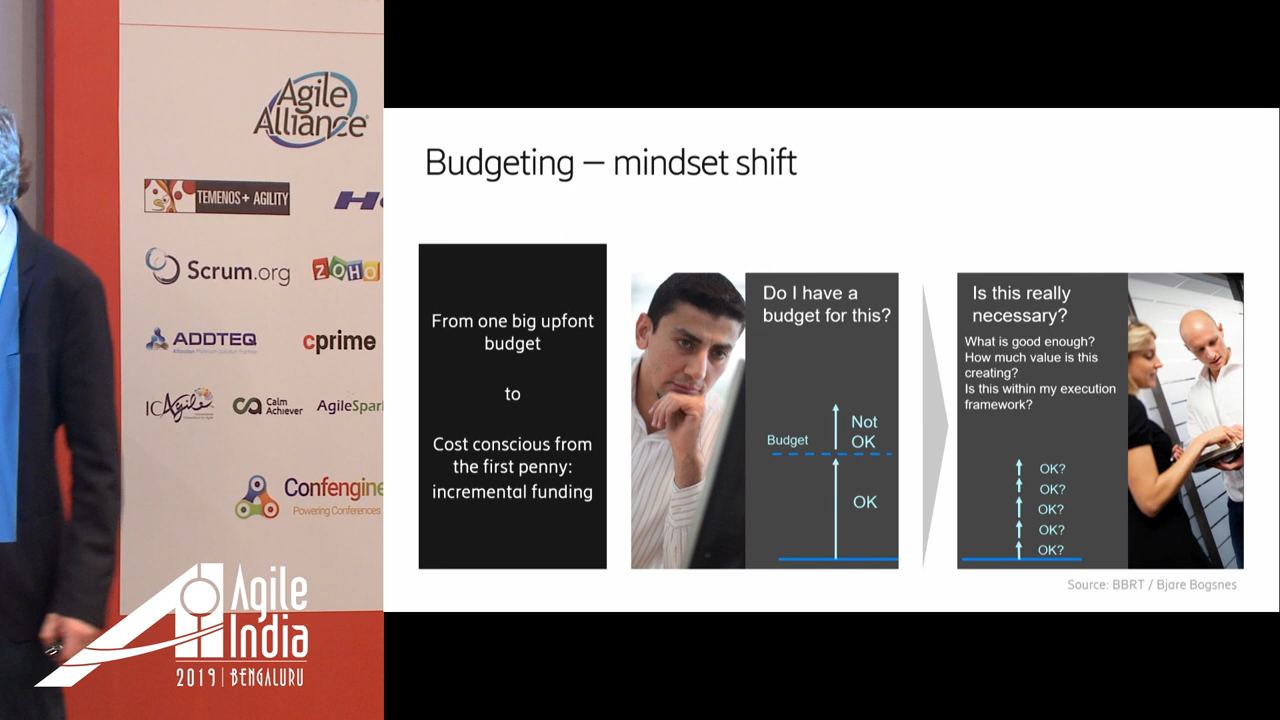 Agile
Alliance
TEMENOS+ AGILITY
Scrum.org
ZOHO
ADDTEQ
cprime
ICAgile
Calm
Achiever
AgileSpar
Confengine
Powering Conferences
Agile
India
2019 | BENGALURU
Budgeting – mindset shift
From one big upfont
budget
to
Cost conscious from
the first penny:
incremental funding
Do I have a
budget for this?
Not
OK
Budget
OK
Is this really
necessary?
What is good enough?
How much value is this
creating?
Is this within my execution
framework?
OK?
OK?
OK?
OK?
OK?
Source: BBRT / Bjare Bogsnes